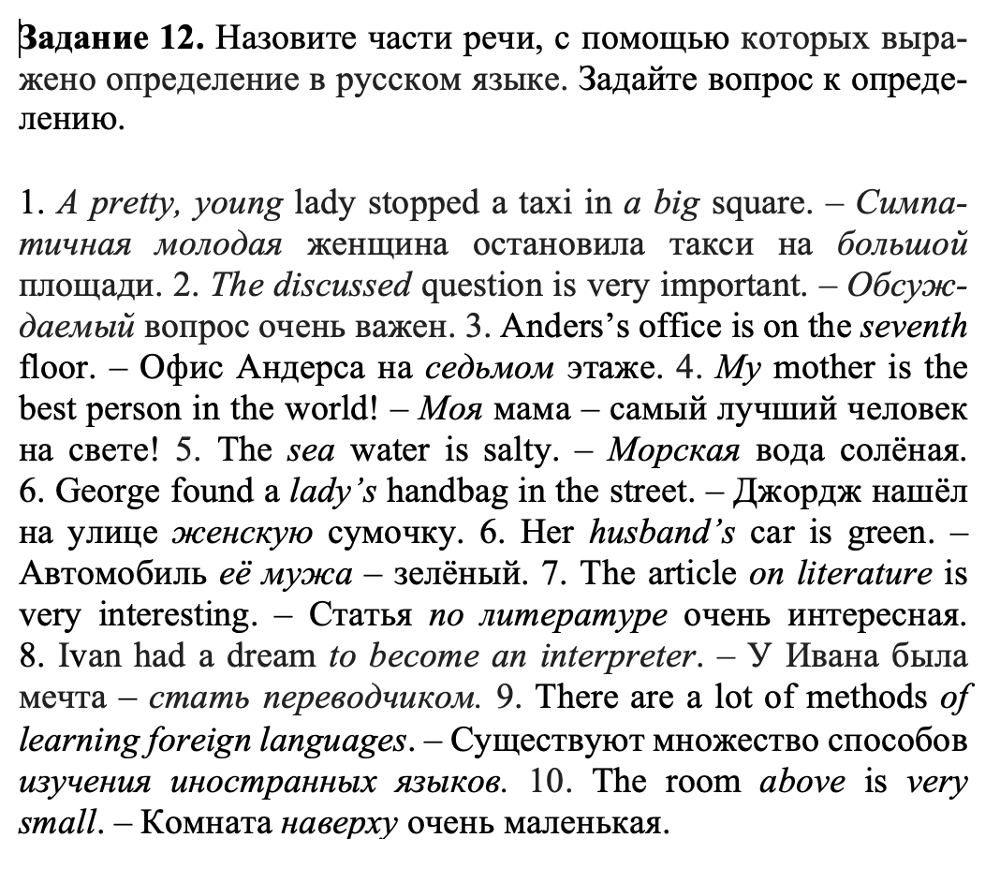 Задание 12. Назовите части речи, с помощью которых выра-
жено определение в русском языке. Задайте вопрос к опреде-
лению.
1. A pretty, young lady stopped a taxi in a big square. – Симпа-
тичная молодая женщина остановила такси на большой
площади. 2. The discussed question is very important. – Обсуж-
даемый вопрос очень важен. 3. Anders’s office is on the seventh
floor. – Офис Андерса на седьмом этаже. 4. My mother is the
best person in the world! – Моя мама – самый лучший человек
на свете! 5. The sea water is salty. – Морская вода солёная.
6. George found a lady’s handbag in the street. – Джордж нашёл
на улице женскую сумочку. 6. Her husband’s car is green. –
Автомобиль её мужа – зелёный. 7. The article on literature is
very interesting. – Статья по литературе очень интересная.
8. Ivan had a dream to become an interpreter. – У Ивана была
мечта – стать переводчиком. 9. There are a lot of methods of
learning foreign languages. – Существуют множество способов
изучения иностранных языков. 10. The room above is very
small. – Комната наверху очень маленькая.